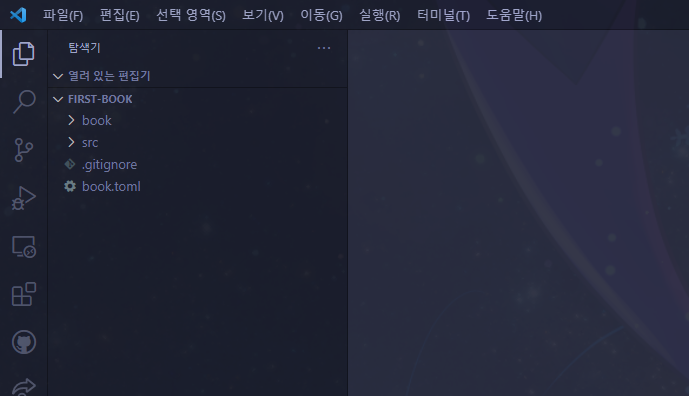 파일(F) 편집(E) 선택 영역(S) 보기(V) 이동(G) 실행(R) 터미널(T) 도움말(H)
탐색기
열려 있는 편집기
FIRST-BOOK
book
src
.gitignore
book.toml